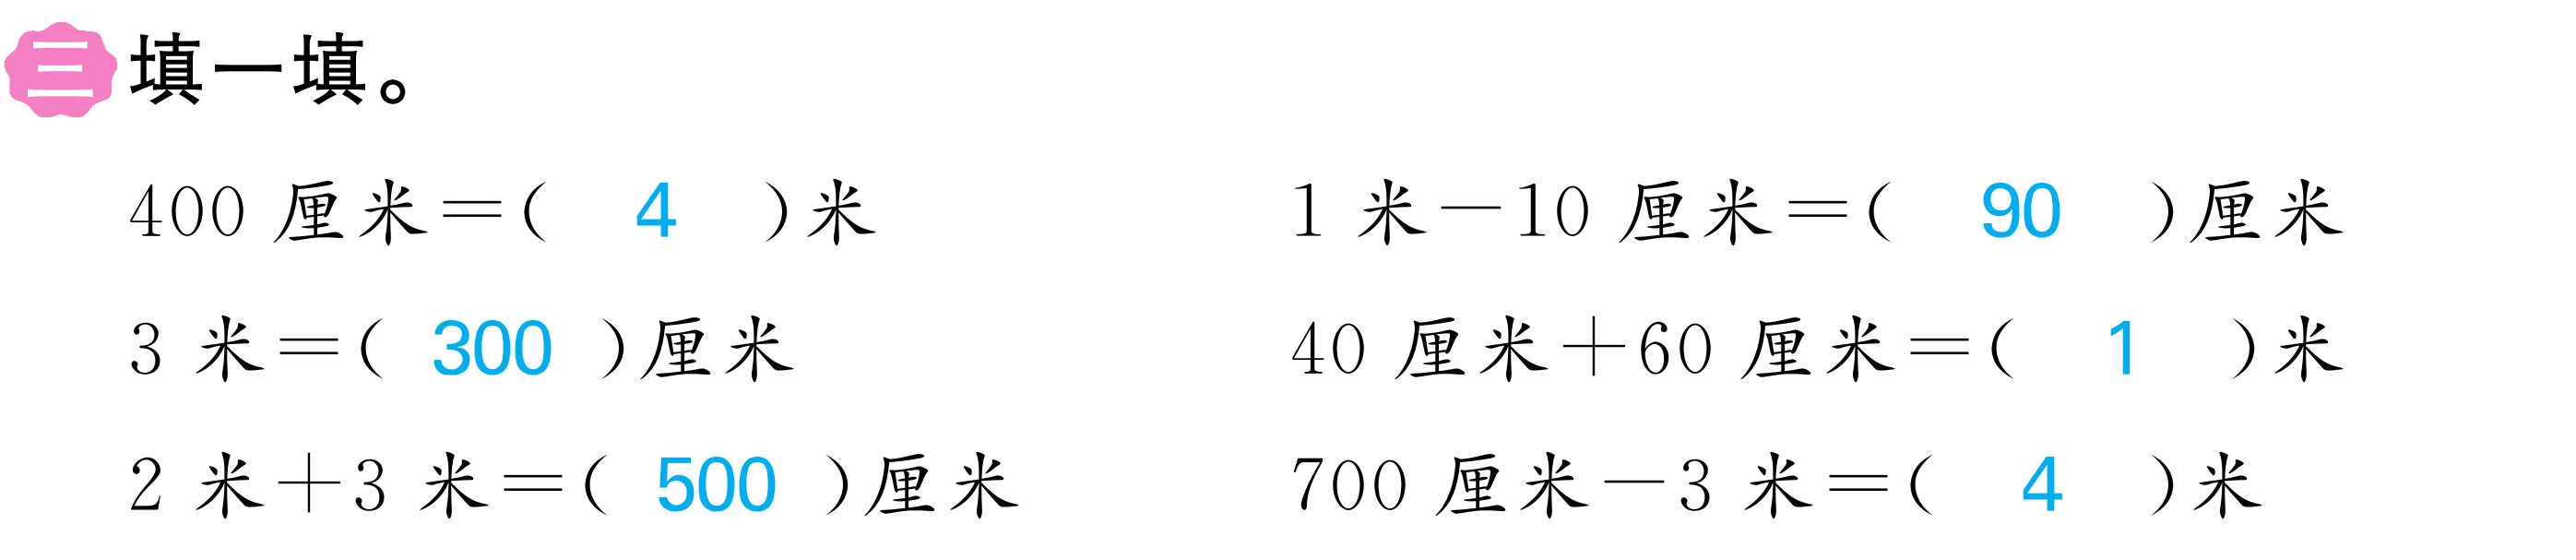 三 填一填。
400 厘米=( 4 )米 1 米-10 厘米=( 90 )厘米
3 米=( 300 )厘米 40 厘米+60 厘米=( 1 )米
2 米+3 米=( 500 )厘米 700 厘米-3 米=( 4 )米